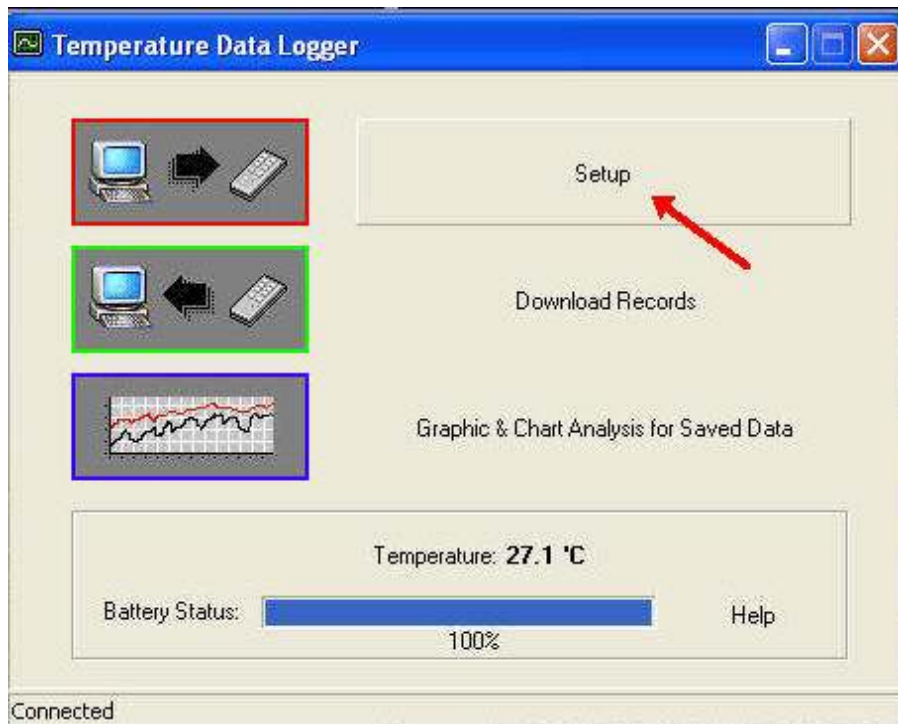 Temperature Data Logger
Setup
Download Records
Graphic & Chart Analysis for Saved Data
Temperature: 27.1 'C
Battery Status:
Help
100%
Connected